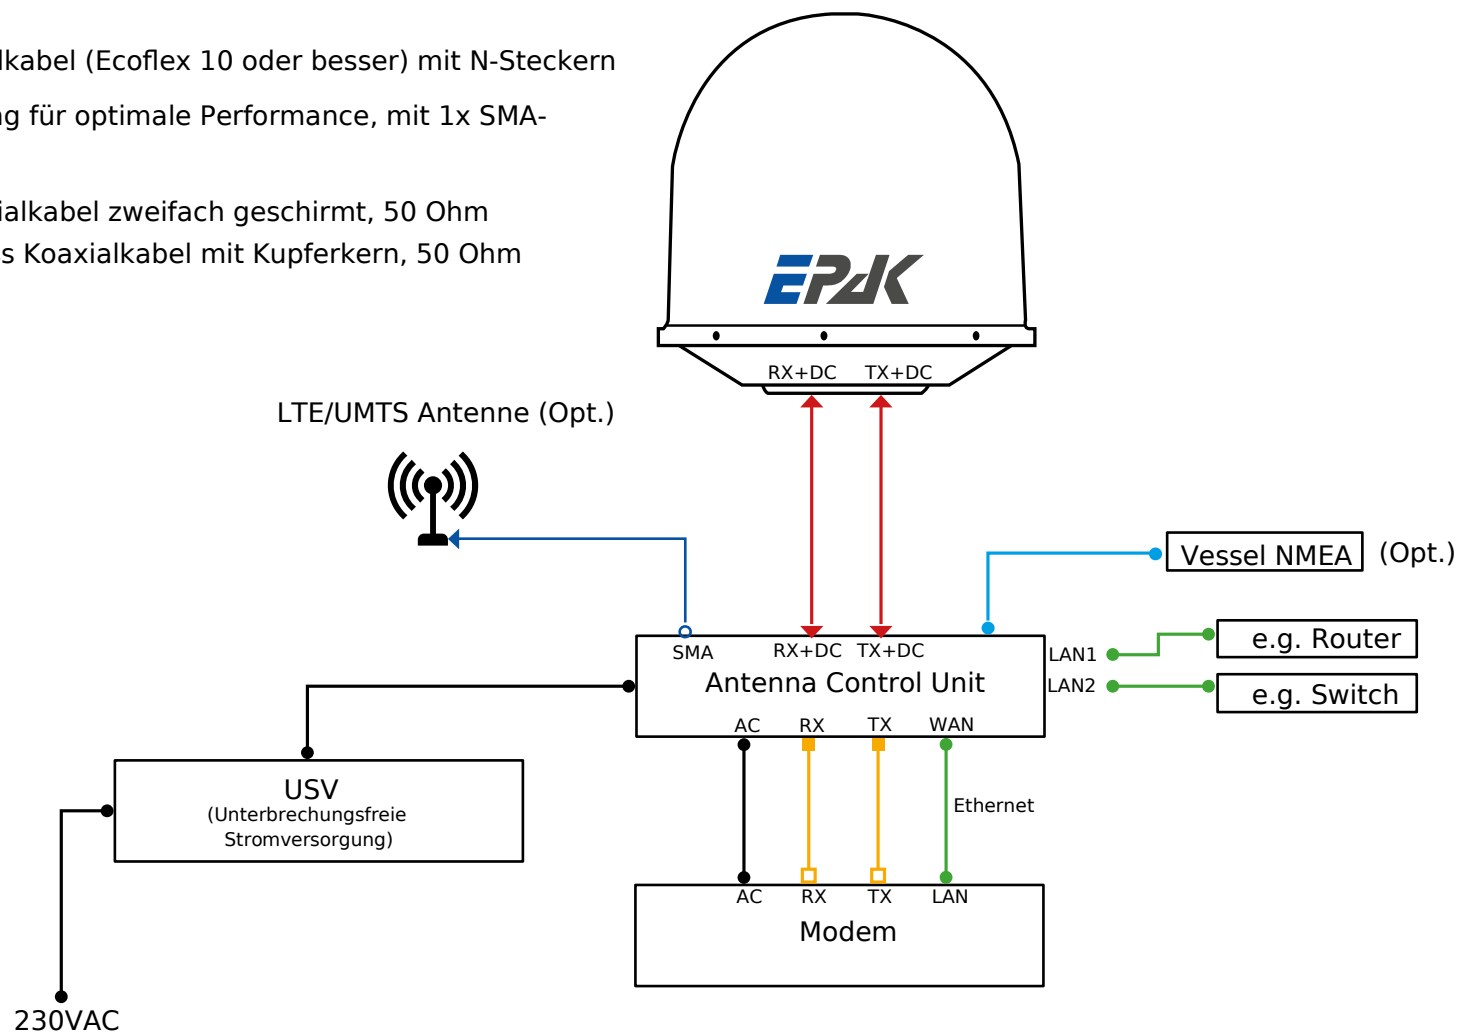 lkabel (Ecoflex 10 oder besser) mit N-Steckern
g für optimale Performance, mit 1x SMA-
ialkabel zweifach geschirmt, 50 Ohm
s Koaxialkabel mit Kupferkern, 50 Ohm
EPAK
RX+DC TX+DC
LTE/UMTS Antenne (Opt.)
Vessel NMEA (Opt.)
SMA RX+DC TX+DC
Antenna Control Unit
LAN1
LAN2
e.g. Router
e.g. Switch
AC RX TX WAN
USV
(Unterbrechungsfreie
Stromversorgung)
Ethernet
AC RX TX LAN
Modem
230VAC